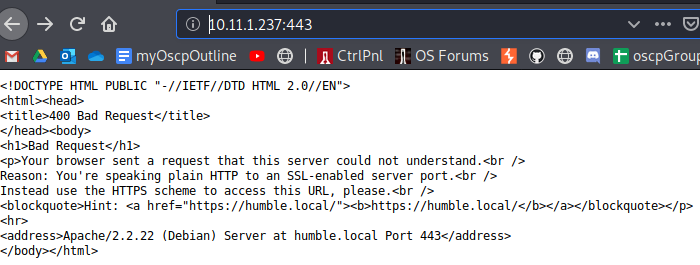 10.11.1.237:443
myOscpOutline CtrlPnl OS Forums oscpGroup
<!DOCTYPE HTML PUBLIC "-//IETF//DTD HTML 2.0//EN">
<html><head>
<title>400 Bad Request</title>
</head><body>
<h1>Bad Request</h1>
<p>Your browser sent a request that this server could not understand.<br />
Reason: You're speaking plain HTTP to an SSL-enabled server port.<br />
Instead use the HTTPS scheme to access this URL, please.<br />
<blockquote>Hint: <a href="https://humble.local/"><b>https://humble.local/</b></a></blockquote></p>
<hr>
<address>Apache/2.2.22 (Debian) Server at humble.local Port 443</address>
</body></html>